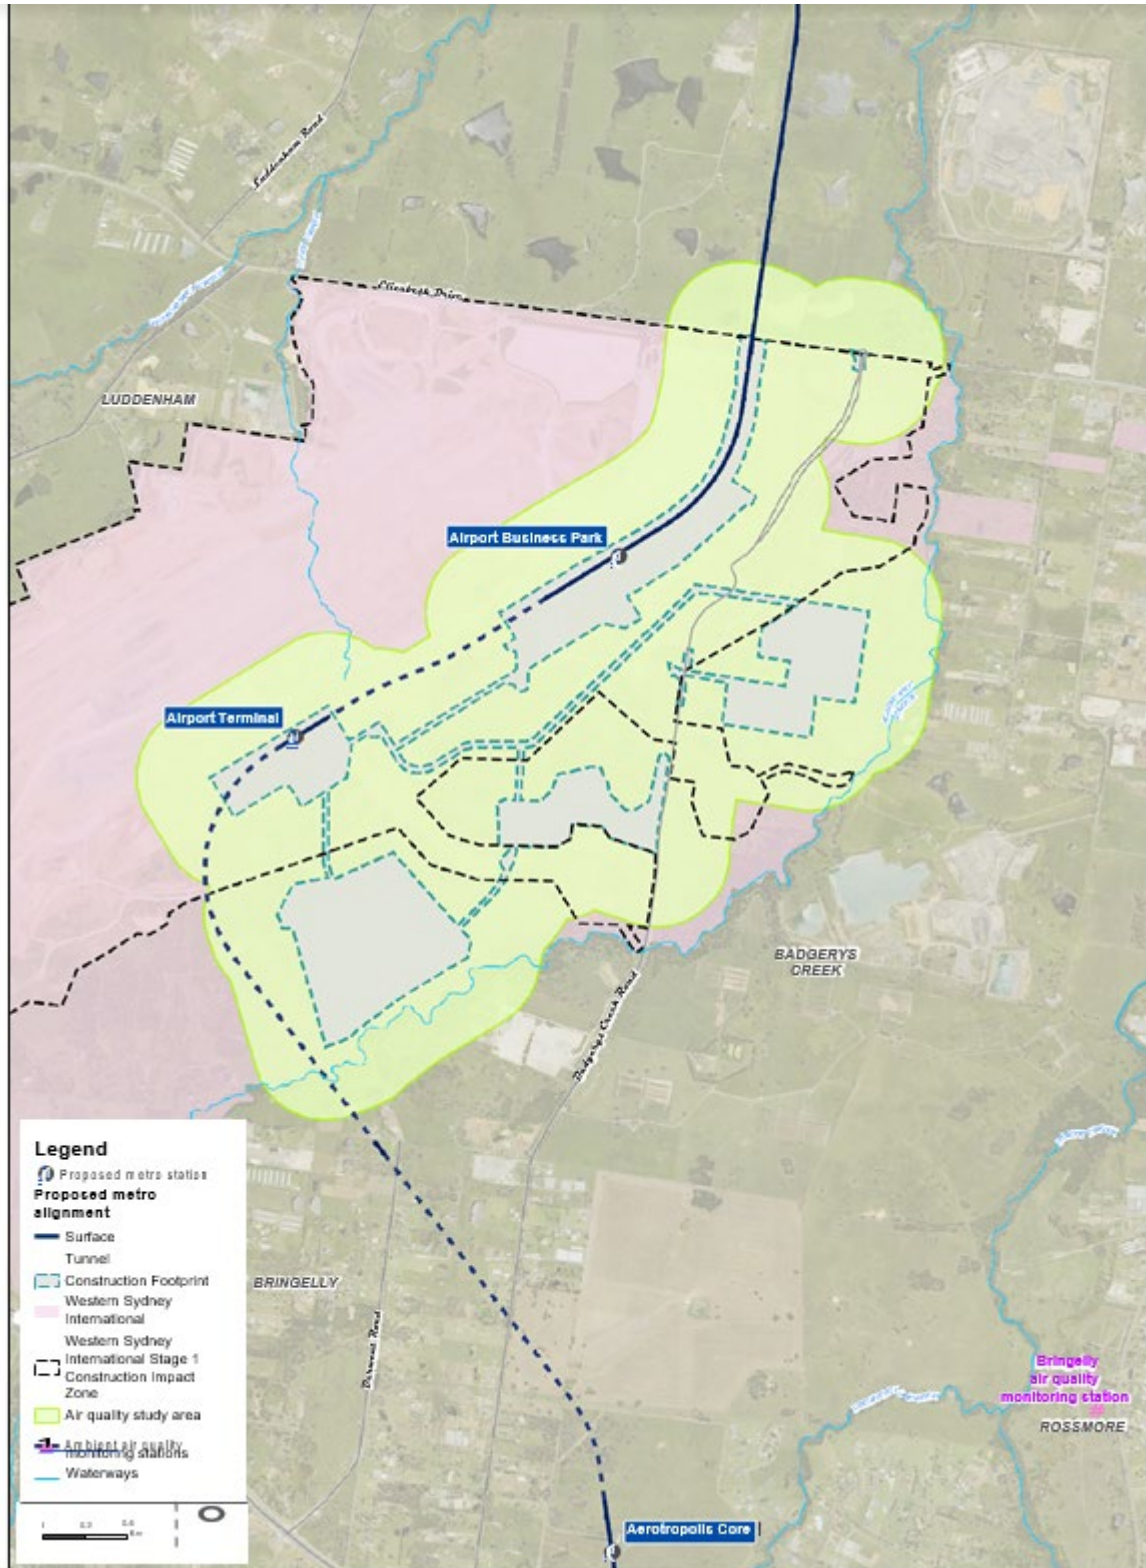 Luddenham Road
Elizabeth Drive
LUDDENHAM
Airport Business Park
Airport Terminal
BADGERYS
CREEK
Badgerys Creek Road
BRINGELLY
Derwent Road
Bringelly
air quality
monitoring station
ROSSMORE
Aerotropolis Core
Legend
Proposed metro station
Proposed metro
alignment
Surface
Tunnel
Construction Footprint
Western Sydney
International
Western Sydney
International Stage 1
Construction Impact
Zone
Air quality study area
Ambient air quality
monitoring stations
Waterways